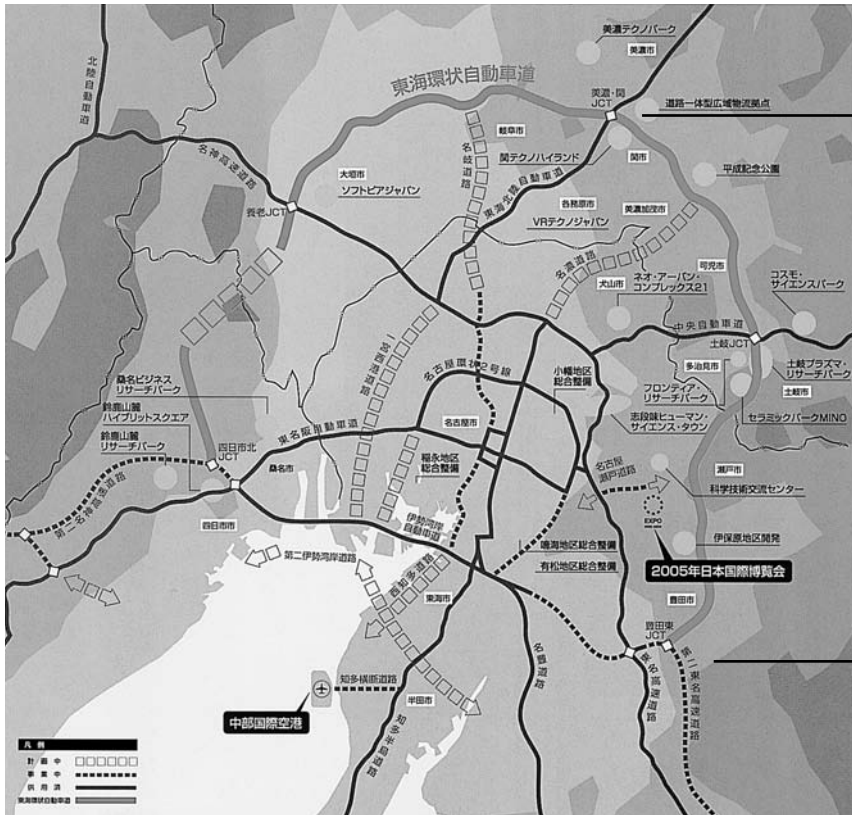 美濃テクノパーク
美濃市
北陸自動車道
東海環状自動車道
美濃・関
JCT
道路一体型広域物流拠点
岐阜市
名神高速道路
名岐道路
関テクノハイランド
関市
大垣市
ソフトピアジャパン
東海北陸自動車道
平成記念公園
養老JCT
各務原市
美濃加茂市
VRテクノジャパン
名濃道路
可児市
犬山市
ネオ・アーバン・
コンプレックス21
コスモ・
サイエンスパーク
中央自動車道
土岐JCT
一宮西港道路
名古屋環状2号線
小幡地区
総合整備
多治見市
土岐プラズマ・
リサーチパーク
桑名ビジネス
リサーチパーク
フロンティア・
リサーチパーク
土岐市
鈴鹿山麓
ハイブリットスクエア
志段味ヒューマン・
サイエンス・タウン
セラミックパークMINO
東名阪自動車道
名古屋市
鈴鹿山麓
リサーチパーク
四日市北
JCT
桑名市
稲永地区
総合整備
名古屋
瀬戸道路
瀬戸市
科学技術交流センター
第二名神高速道路
四日市市
伊勢湾岸
自動車道
EXPO
鳴海地区総合整備
伊保原地区開発
第二伊勢湾岸道路
西知多道路
有松地区総合整備
2005年日本国際博覧会
東海市
豊田市
豊田東
JCT
名豊道路
東名高速道路
第二東名高速道路
知多横断道路
半田市
中部国際空港
知多半島道路
凡例
計画中
事業中
供用済
東海環状自動車道